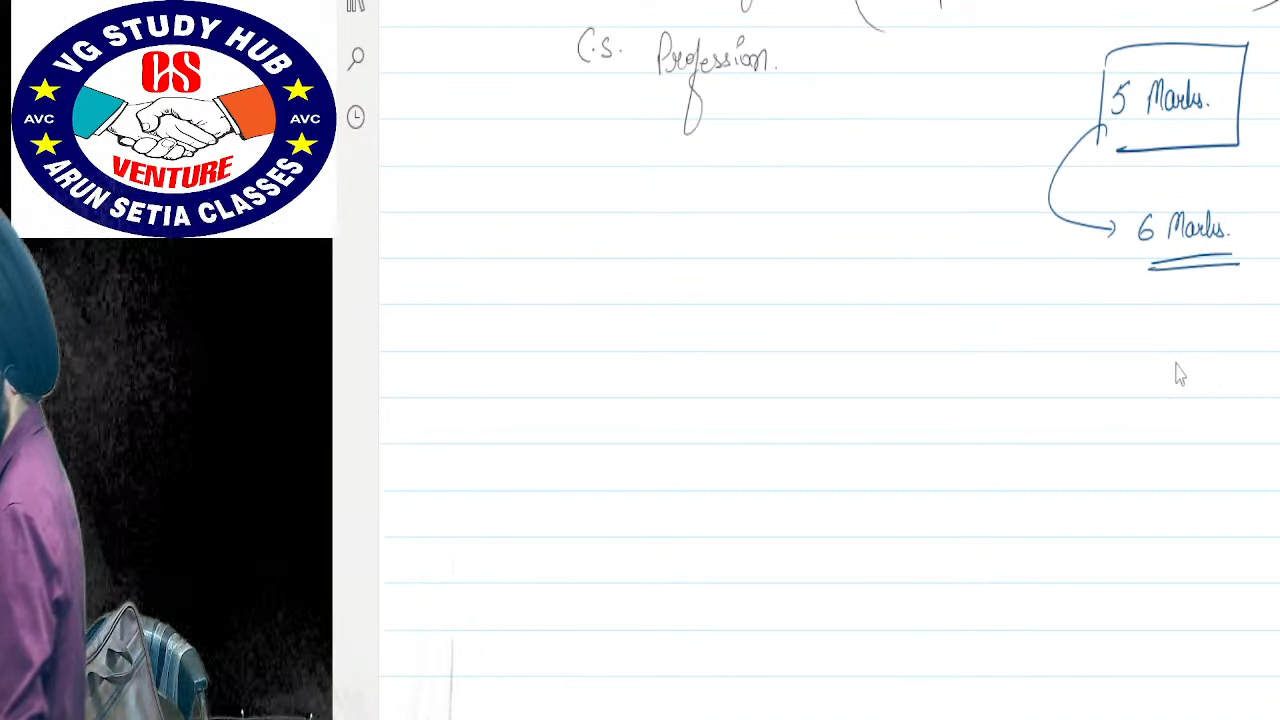 VG STUDY HUB
CS
AVC
AVC
VENTURE
ARUN SETIA CLASSES
C.S. Profession.
5 Marks.
6 Marks.